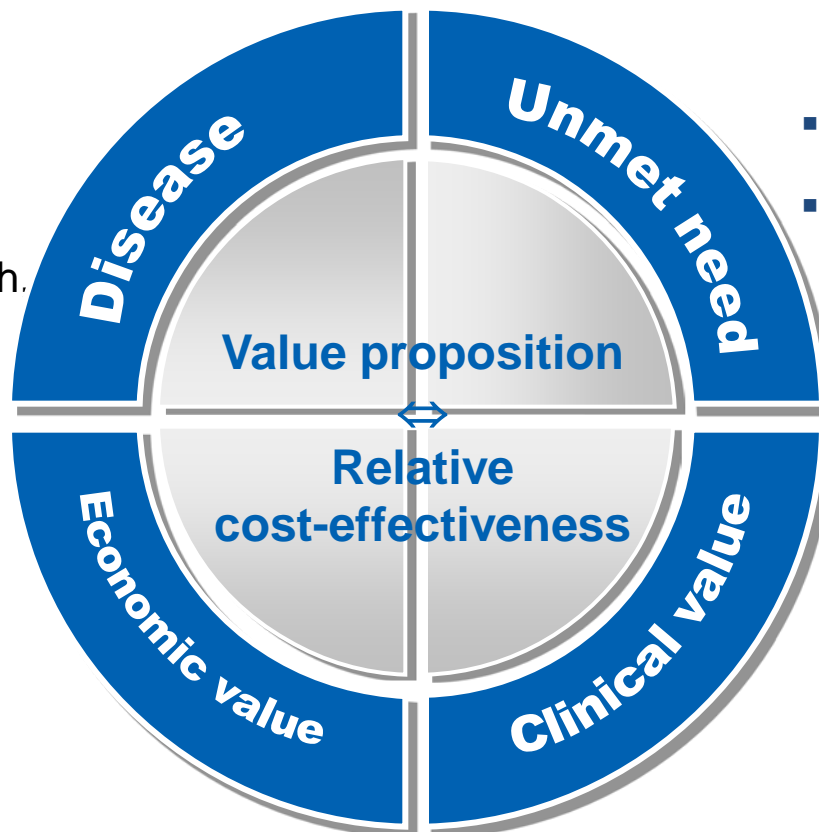 Disease
Unmet need
h,
Value proposition
⇔
Relative
cost-effectiveness
Economic value
Clinical value